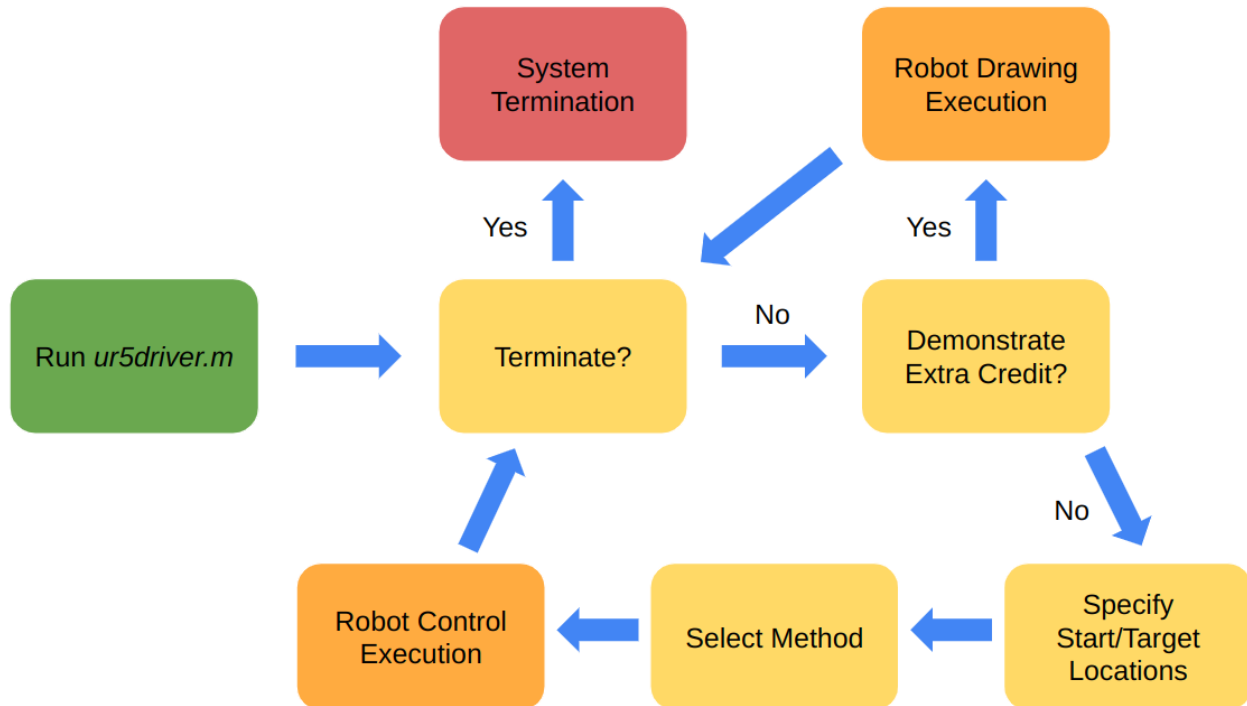 System
Termination
Robot Drawing
Execution
Yes
Yes
Run ur5driver.m
Terminate?
No
Demonstrate
Extra Credit?
No
Robot Control
Execution
Select Method
Specify
Start/Target
Locations